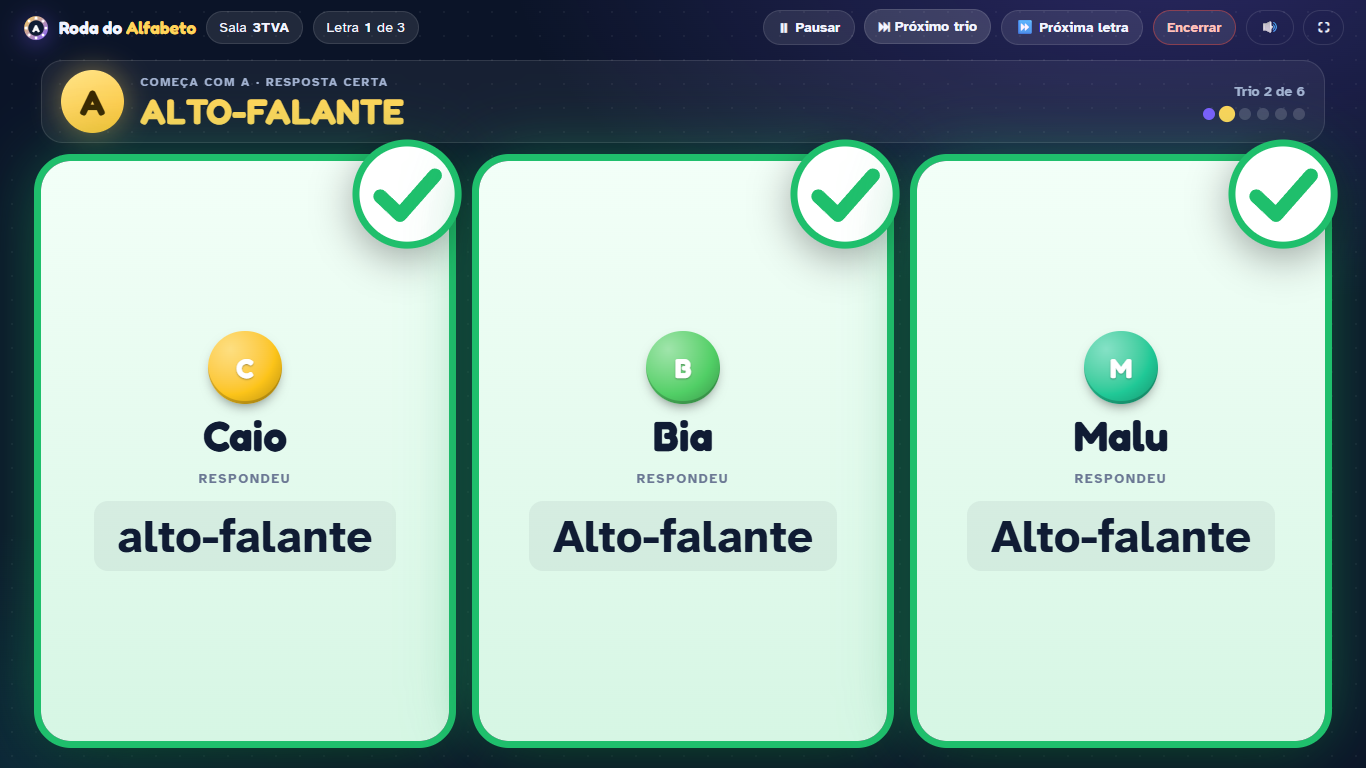 A Roda do Alfabeto Sala 3TVA Letra 1 de 3 Pausar Próximo trio Próxima letra Encerrar
A
COMEÇA COM A · RESPOSTA CERTA
ALTO-FALANTE
Trio 2 de 6
C
Caio
RESPONDEU
alto-falante
B
Bia
RESPONDEU
Alto-falante
M
Malu
RESPONDEU
Alto-falante